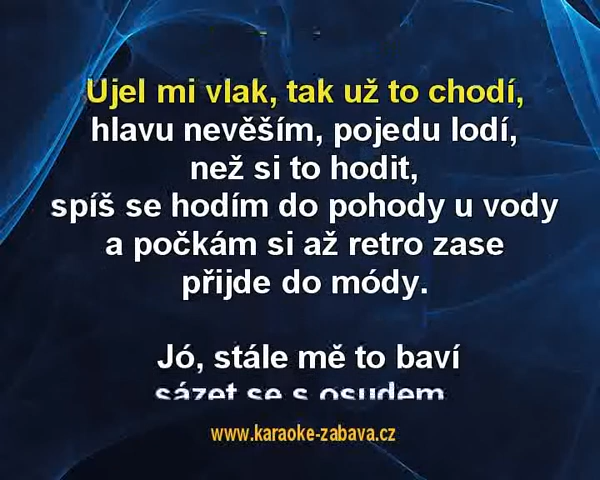 Ujel mi vlak, tak už to chodí,
hlavu nevěším, pojedu lodí,
než si to hodit,
spíš se hodím do pohody u vody
a počkám si až retro zase
přijde do módy.
Jó, stále mě to baví
sázet se s osudem
www.karaoke-zabava.cz